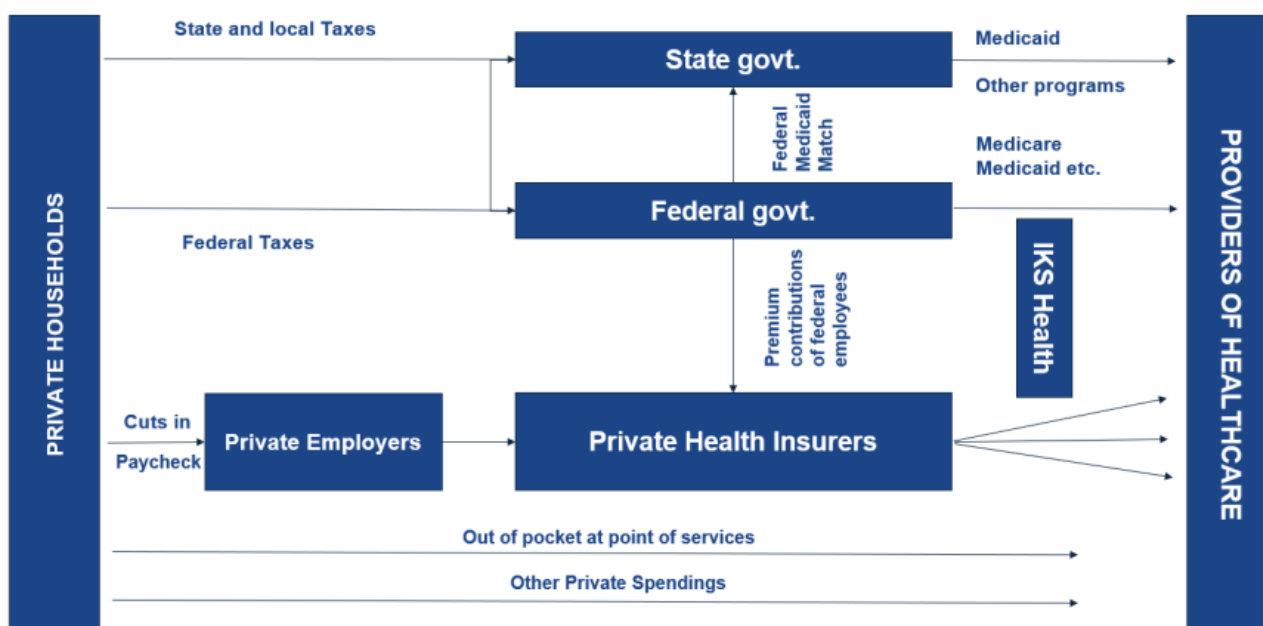 State and local Taxes
State govt.
Medicaid
Other programs
Federal
Medicaid
Match
Medicare
Medicaid etc.
PRIVATE HOUSEHOLDS
Federal govt.
Federal Taxes
Premium
contributions
of federal
employees
IKS Health
PROVIDERS OF HEALTHCARE
Cuts in
Paycheck
Private Employers
Private Health Insurers
Out of pocket at point of services
Other Private Spendings